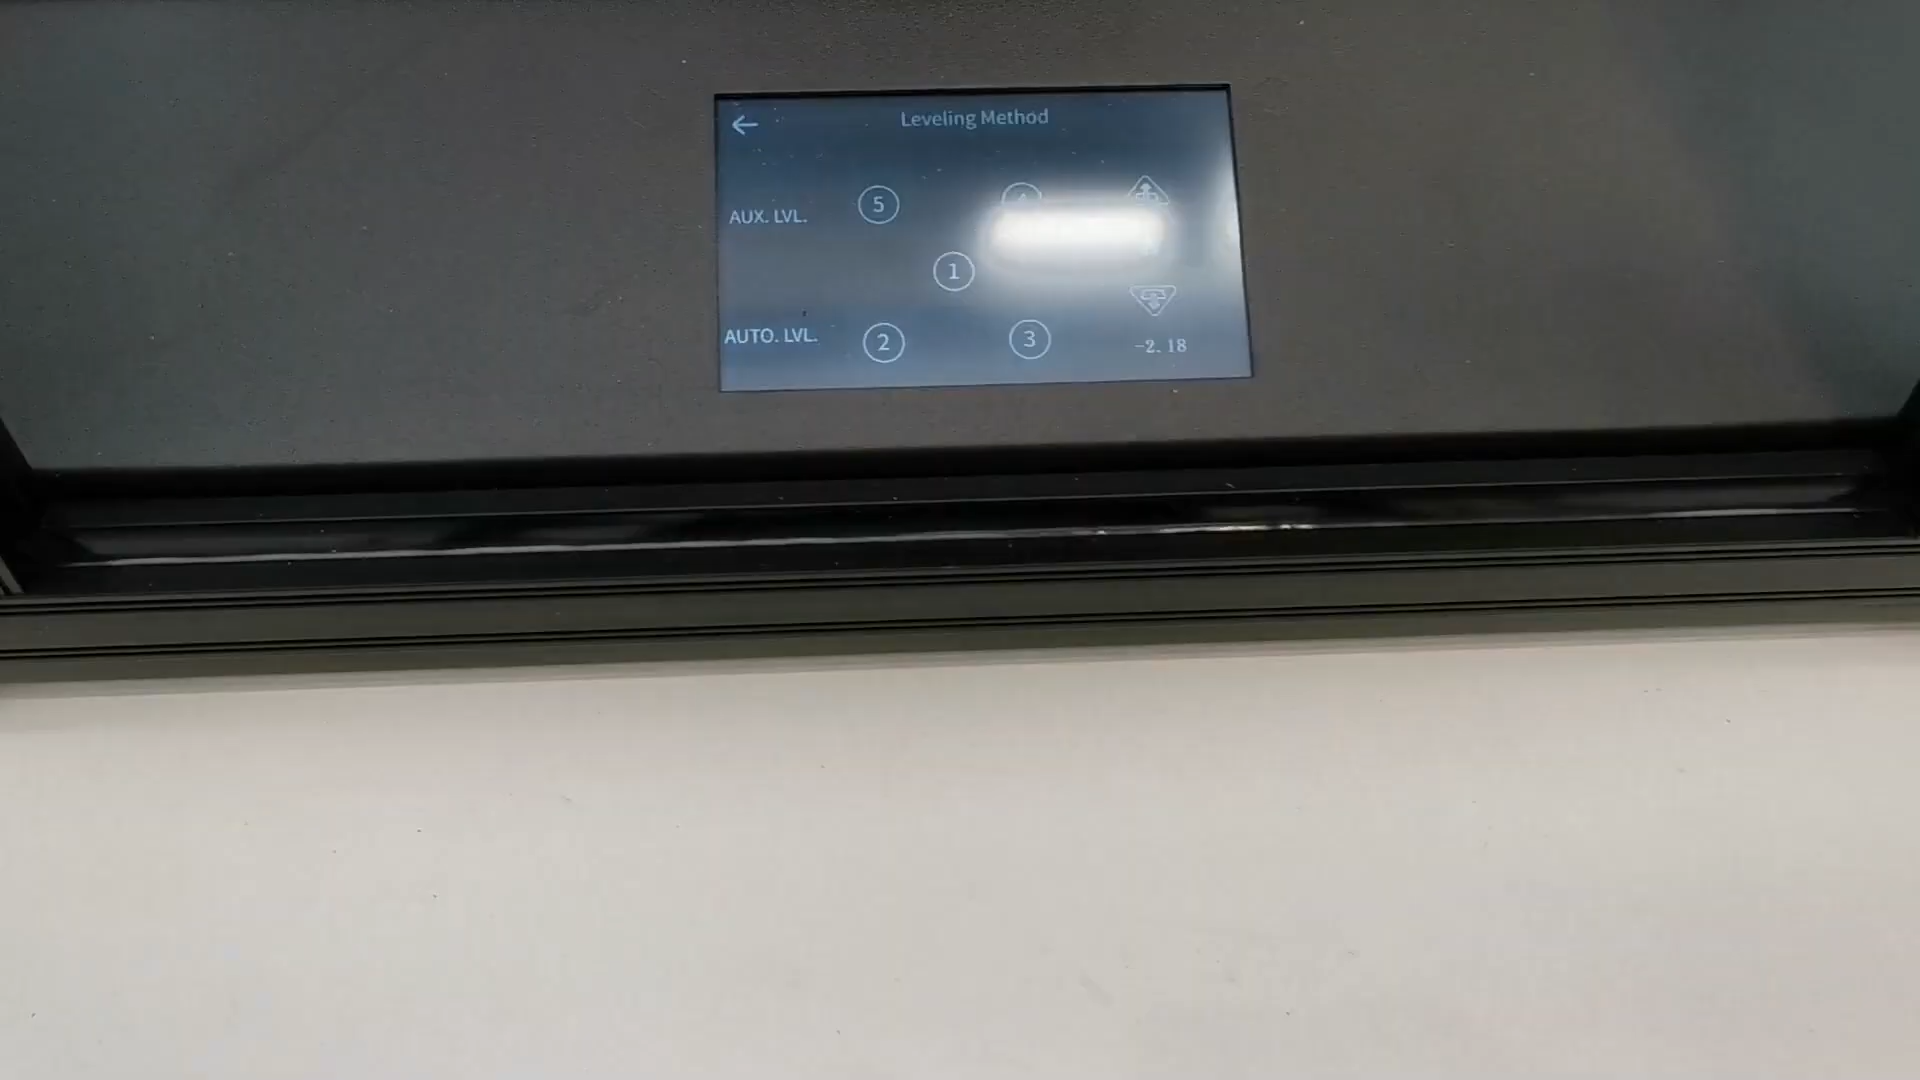 Leveling Method
AUX. LVL.
5
1
AUTO. LVL.
2
3
-2.18